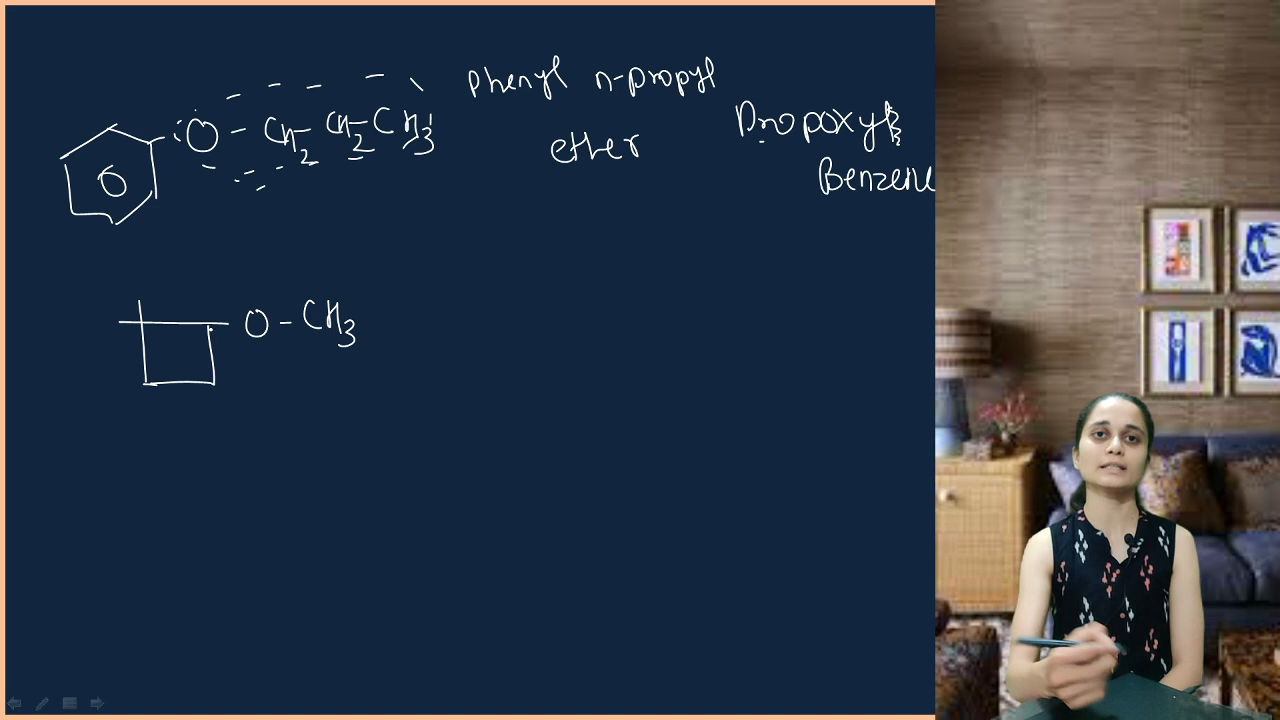 Phenyl n-propyl
ether
Propoxy
Benzene
O - CH2 - CH2 - CH3
O - CH3